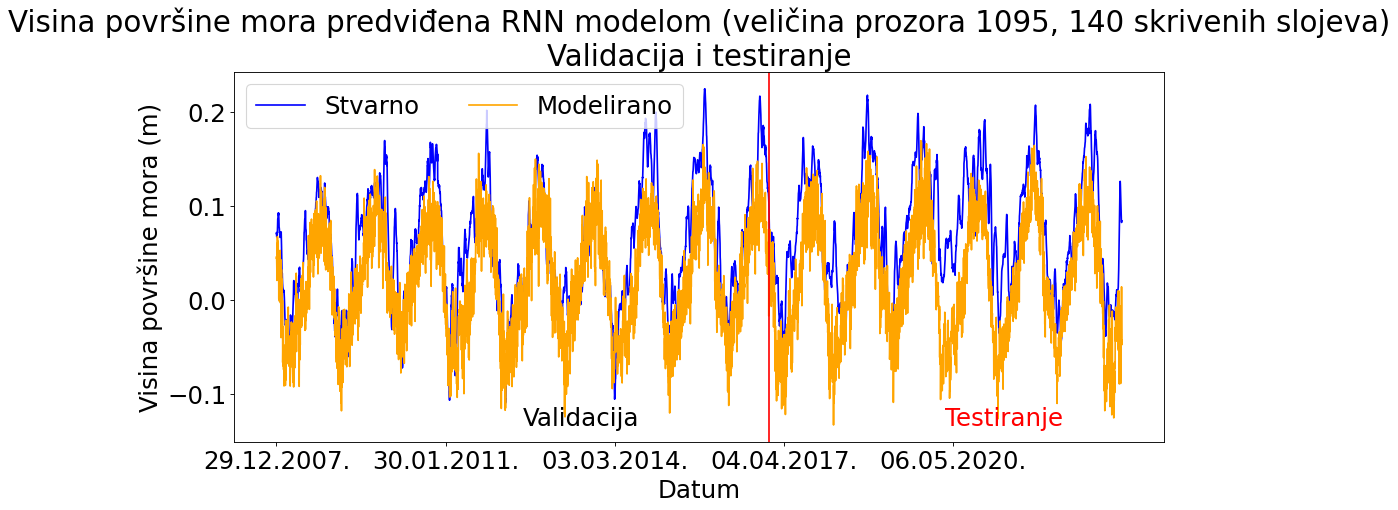 Visina površine mora predviđena RNN modelom (veličina prozora 1095, 140 skrivenih slojeva)
Validacija i testiranje
Stvarno Modelirano
Visina površine mora (m)
0.2
0.1
0.0
−0.1
Validacija
Testiranje
29.12.2007. 30.01.2011. 03.03.2014. 04.04.2017. 06.05.2020.
Datum